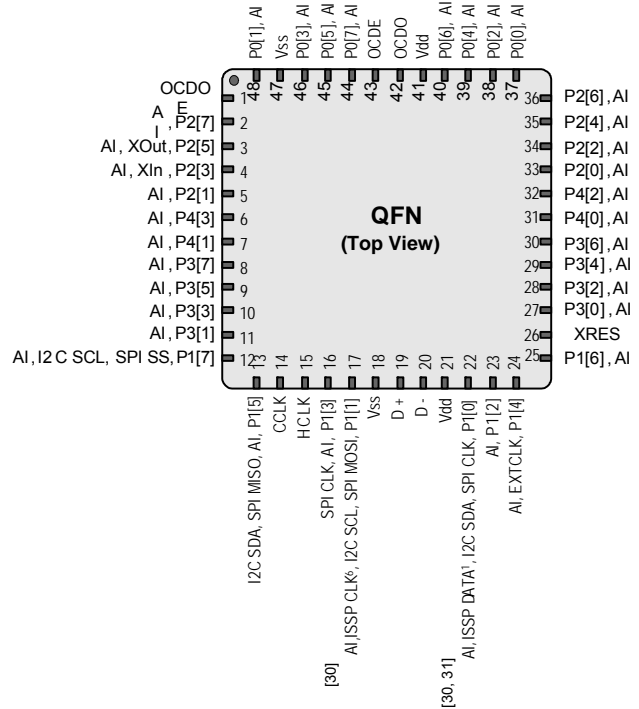 P0[1], AI
Vss
P0[3], AI
P0[5], AI
P0[7], AI
OCDE
OCDO
Vdd
P0[6], AI
P0[4], AI
P0[2], AI
P0[0], AI
48 47 46 45 44 43 42 41 40 39 38 37
OCDO
E
1
AI , P2[7] 2
AI , XOut, P2[5] 3
AI , XIn , P2[3] 4
AI , P2[1] 5
AI , P4[3] 6
AI , P4[1] 7
AI , P3[7] 8
AI , P3[5] 9
AI , P3[3] 10
AI , P3[1] 11
AI , I2C SCL, SPI SS, P1[7] 12
QFN
(Top View)
36 P2[6] , AI
35 P2[4] , AI
34 P2[2] , AI
33 P2[0] , AI
32 P4[2] , AI
31 P4[0] , AI
30 P3[6] , AI
29 P3[4] , AI
28 P3[2] , AI
27 P3[0] , AI
26 XRES
25 P1[6] , AI
13 14 15 16 17 18 19 20 21 22 23 24
I2C SDA, SPI MISO, AI, P1[5]
CCLK
HCLK
SPI CLK, AI, P1[3]
AI,ISSP CLK⁶, I2C SCL, SPI MOSI, P1[1]
Vss
D +
D -
Vdd
AI,ISSP DATA¹, I2C SDA, SPI CLK, P1[0]
AI, P1[2]
AI, EXTCLK, P1[4]
[30]
[30, 31]